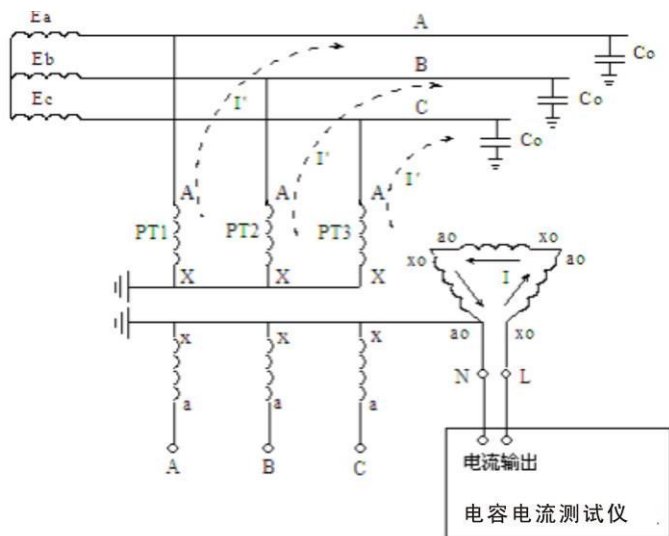 Ea
A
Eb
B
Co
Ec
C
Co
Co
I'
I'
I'
A
A
A
PT1
PT2
PT3
X
X
X
ao
xo
xo
ao
I
ao
xo
x
x
x
N
L
a
a
a
A
B
C
电流输出
电容电流测试仪